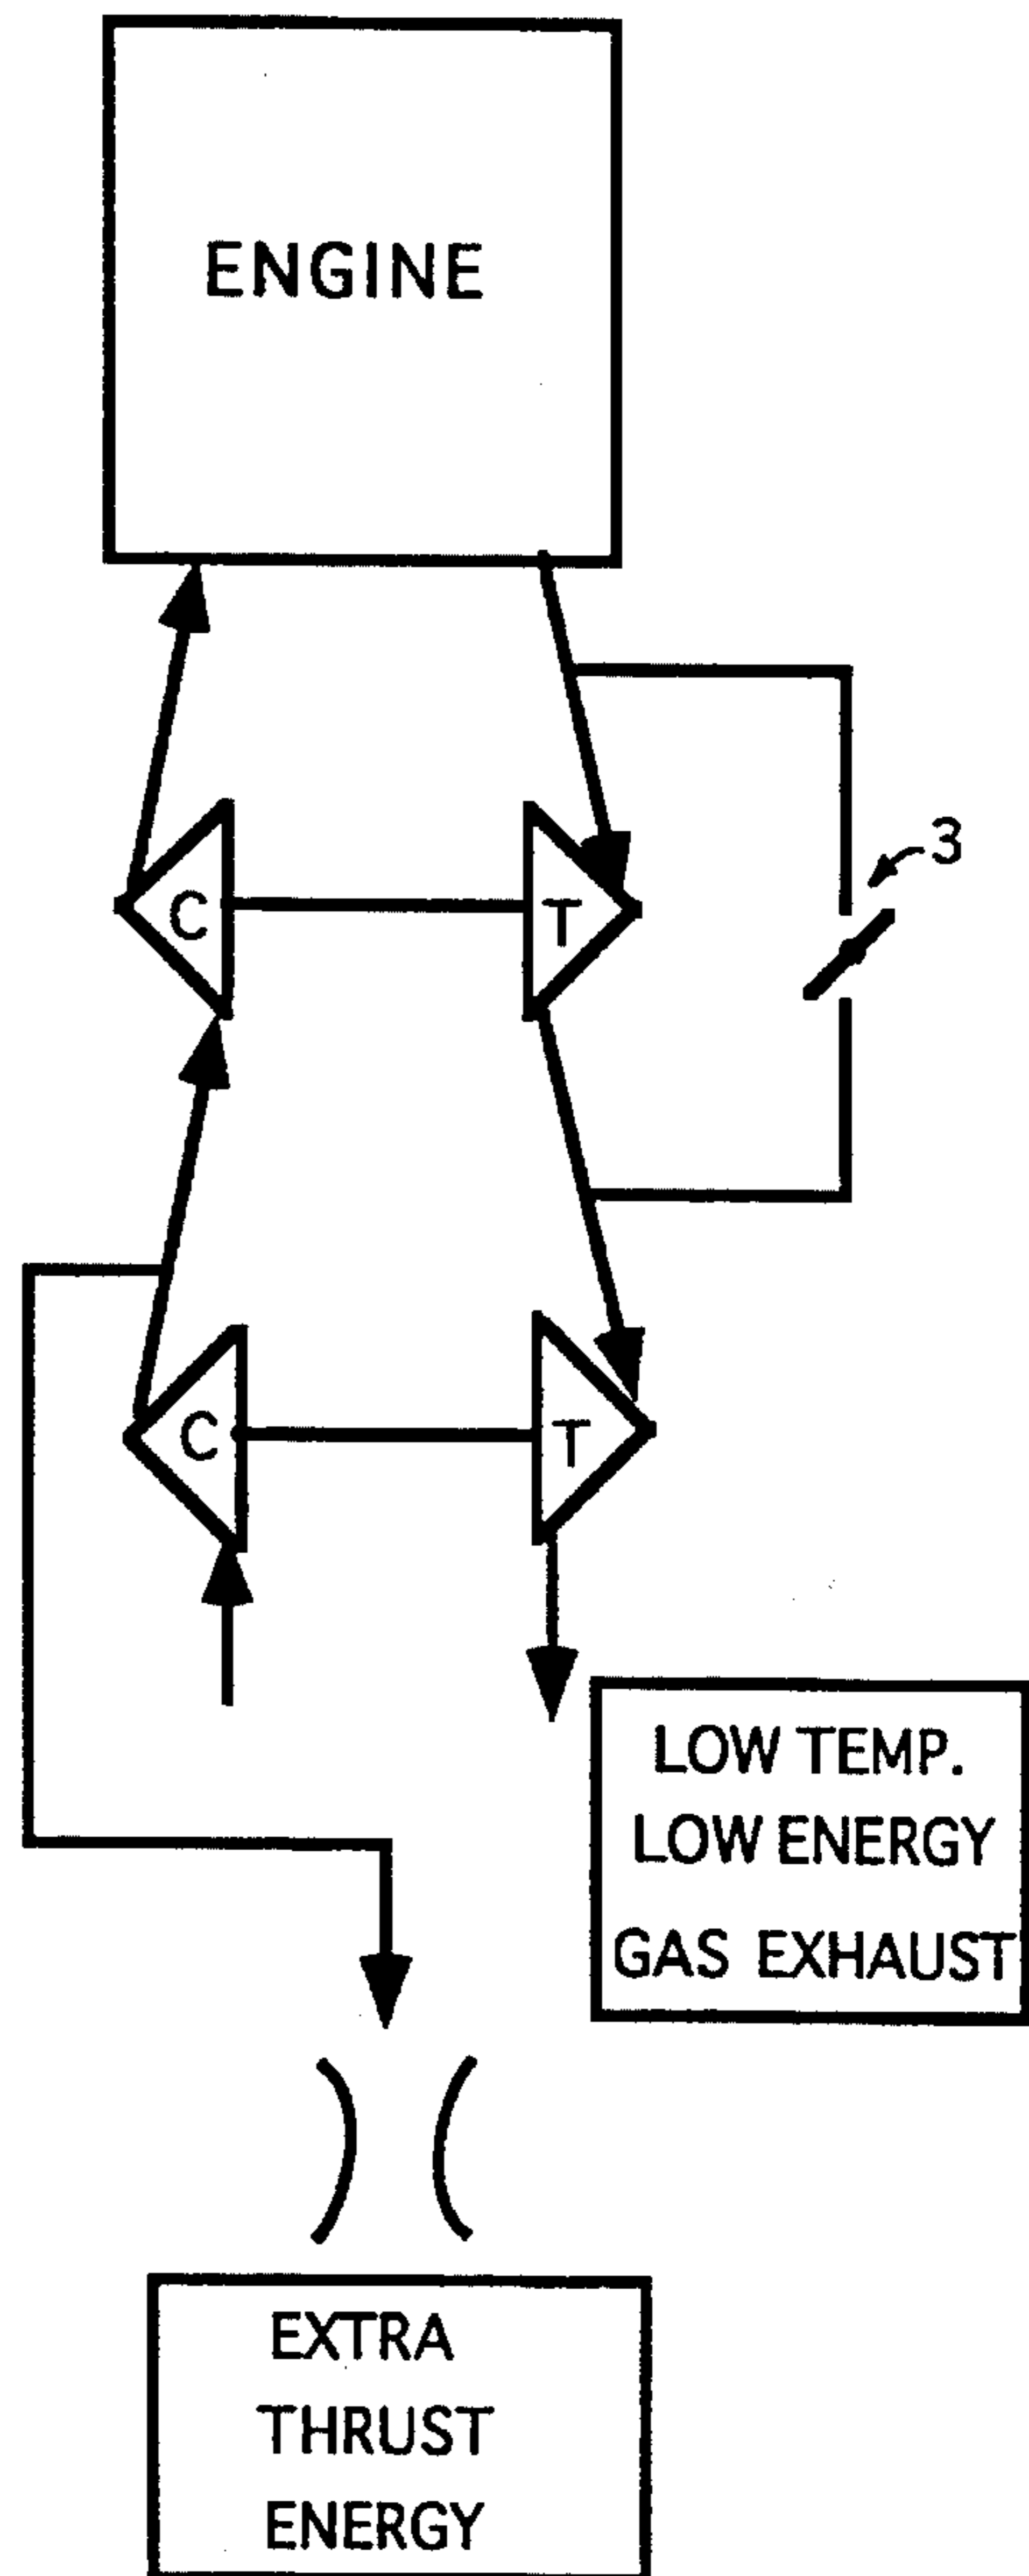 ENGINE
C
T
3
C
T
LOW TEMP.
LOW ENERGY
GAS EXHAUST
EXTRA
THRUST
ENERGY